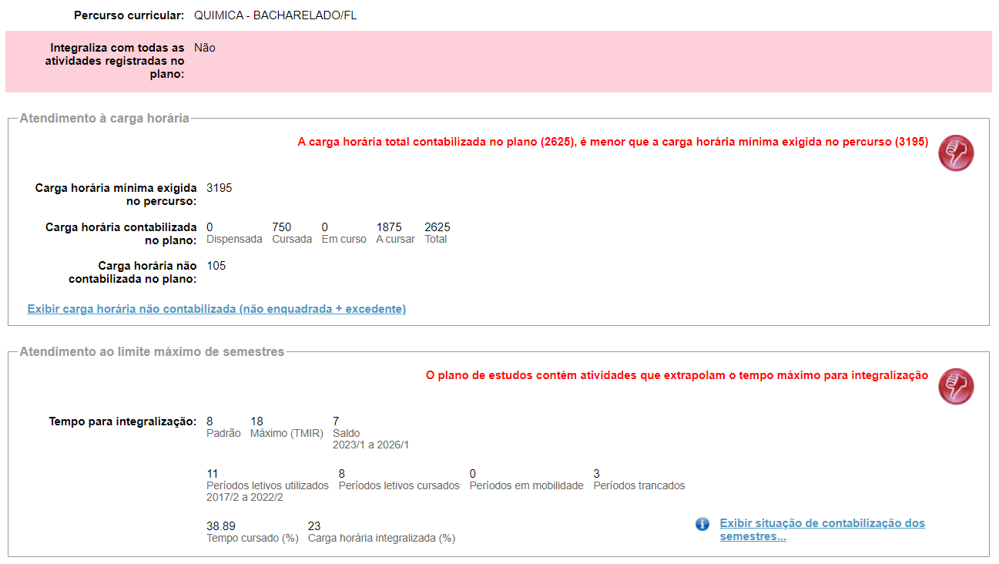 Percurso curricular: QUIMICA - BACHARELADO/FL
Integraliza com todas as Não
atividades registradas no
plano:
Atendimento à carga horária
A carga horária total contabilizada no plano (2625), é menor que a carga horária mínima exigida no percurso (3195)
Carga horária mínima exigida 3195
no percurso:
Carga horária contabilizada 0 750 0 1875 2625
no plano: Dispensada Cursada Em curso A cursar Total
Carga horária não 105
contabilizada no plano:
Exibir carga horária não contabilizada (não enquadrada + excedente)
Atendimento ao limite máximo de semestres
O plano de estudos contém atividades que extrapolam o tempo máximo para integralização
Tempo para integralização: 8 18 7
Padrão Máximo (TMIR) Saldo
2023/1 a 2026/1
11 8 0 3
Períodos letivos utilizados Períodos letivos cursados Períodos em mobilidade Períodos trancados
2017/2 a 2022/2
38.89 23
Tempo cursado (%) Carga horária integralizada (%)
Exibir situação de contabilização dos
semestres...